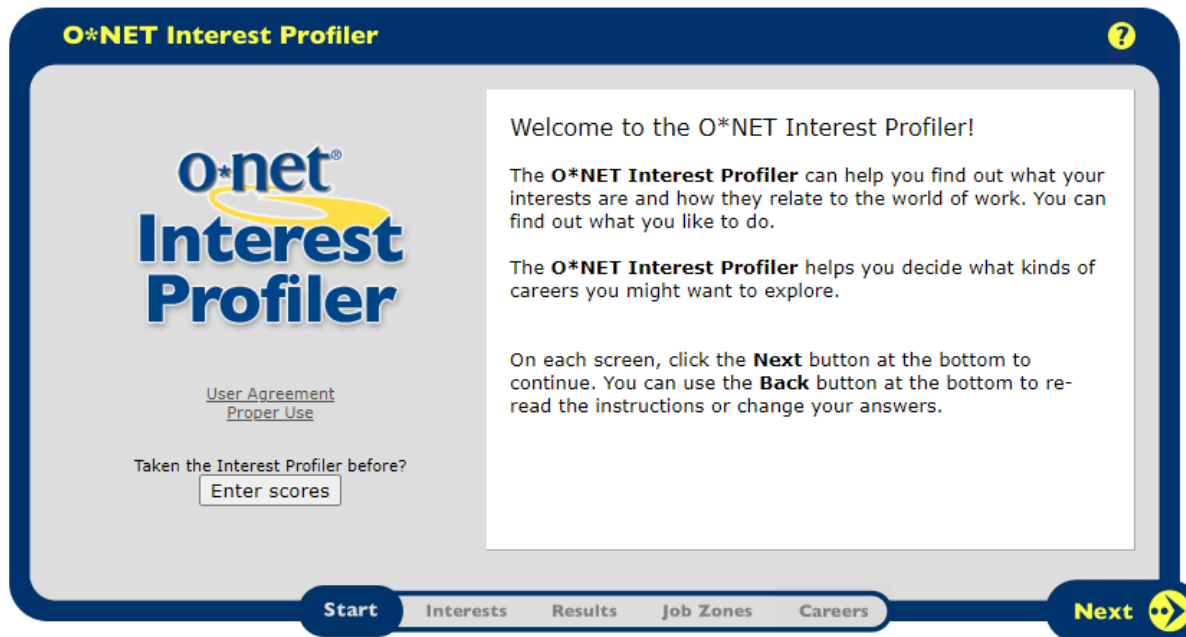 O*NET Interest Profiler
?
o*net®
Interest
Profiler
User Agreement
Proper Use
Taken the Interest Profiler before?
Enter scores
Welcome to the O*NET Interest Profiler!
The O*NET Interest Profiler can help you find out what your
interests are and how they relate to the world of work. You can
find out what you like to do.
The O*NET Interest Profiler helps you decide what kinds of
careers you might want to explore.
On each screen, click the Next button at the bottom to
continue. You can use the Back button at the bottom to re-
read the instructions or change your answers.
Start Interests Results Job Zones Careers
Next